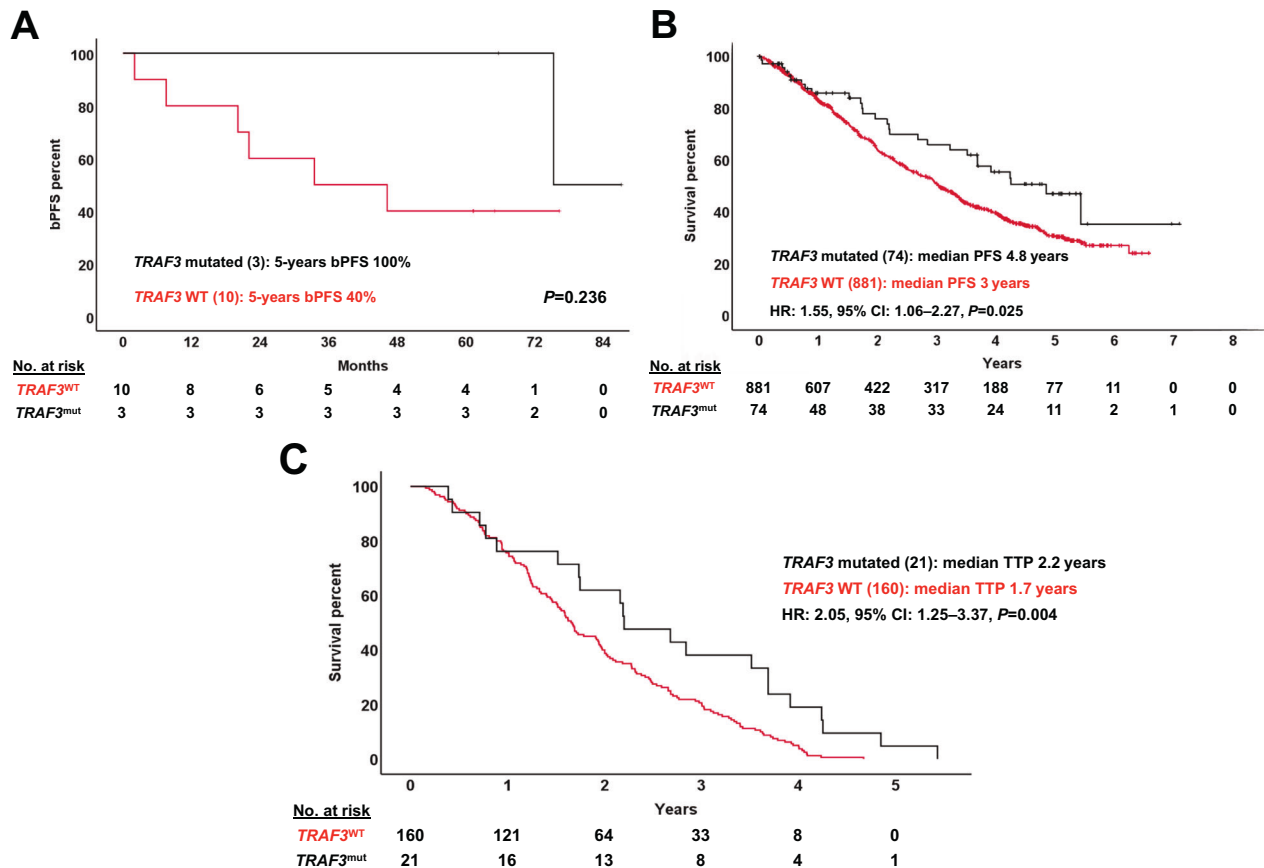 A
bPFS percent
100
80
60
40
20
0
TRAF3 mutated (3): 5-years bPFS 100%
TRAF3 WT (10): 5-years bPFS 40%
P=0.236
0 12 24 36 48 60 72 84
Months
No. at risk
TRAF3WT 10 8 6 5 4 4 1 0
TRAF3mut 3 3 3 3 3 3 2 0
B
Survival percent
100
80
60
40
20
0
TRAF3 mutated (74): median PFS 4.8 years
TRAF3 WT (881): median PFS 3 years
HR: 1.55, 95% CI: 1.06–2.27, P=0.025
0 1 2 3 4 5 6 7 8
Years
No. at risk
TRAF3WT 881 607 422 317 188 77 11 0 0
TRAF3mut 74 48 38 33 24 11 2 1 0
C
Survival percent
100
80
60
40
20
0
TRAF3 mutated (21): median TTP 2.2 years
TRAF3 WT (160): median TTP 1.7 years
HR: 2.05, 95% CI: 1.25–3.37, P=0.004
0 1 2 3 4 5
Years
No. at risk
TRAF3WT 160 121 64 33 8 0
TRAF3mut 21 16 13 8 4 1